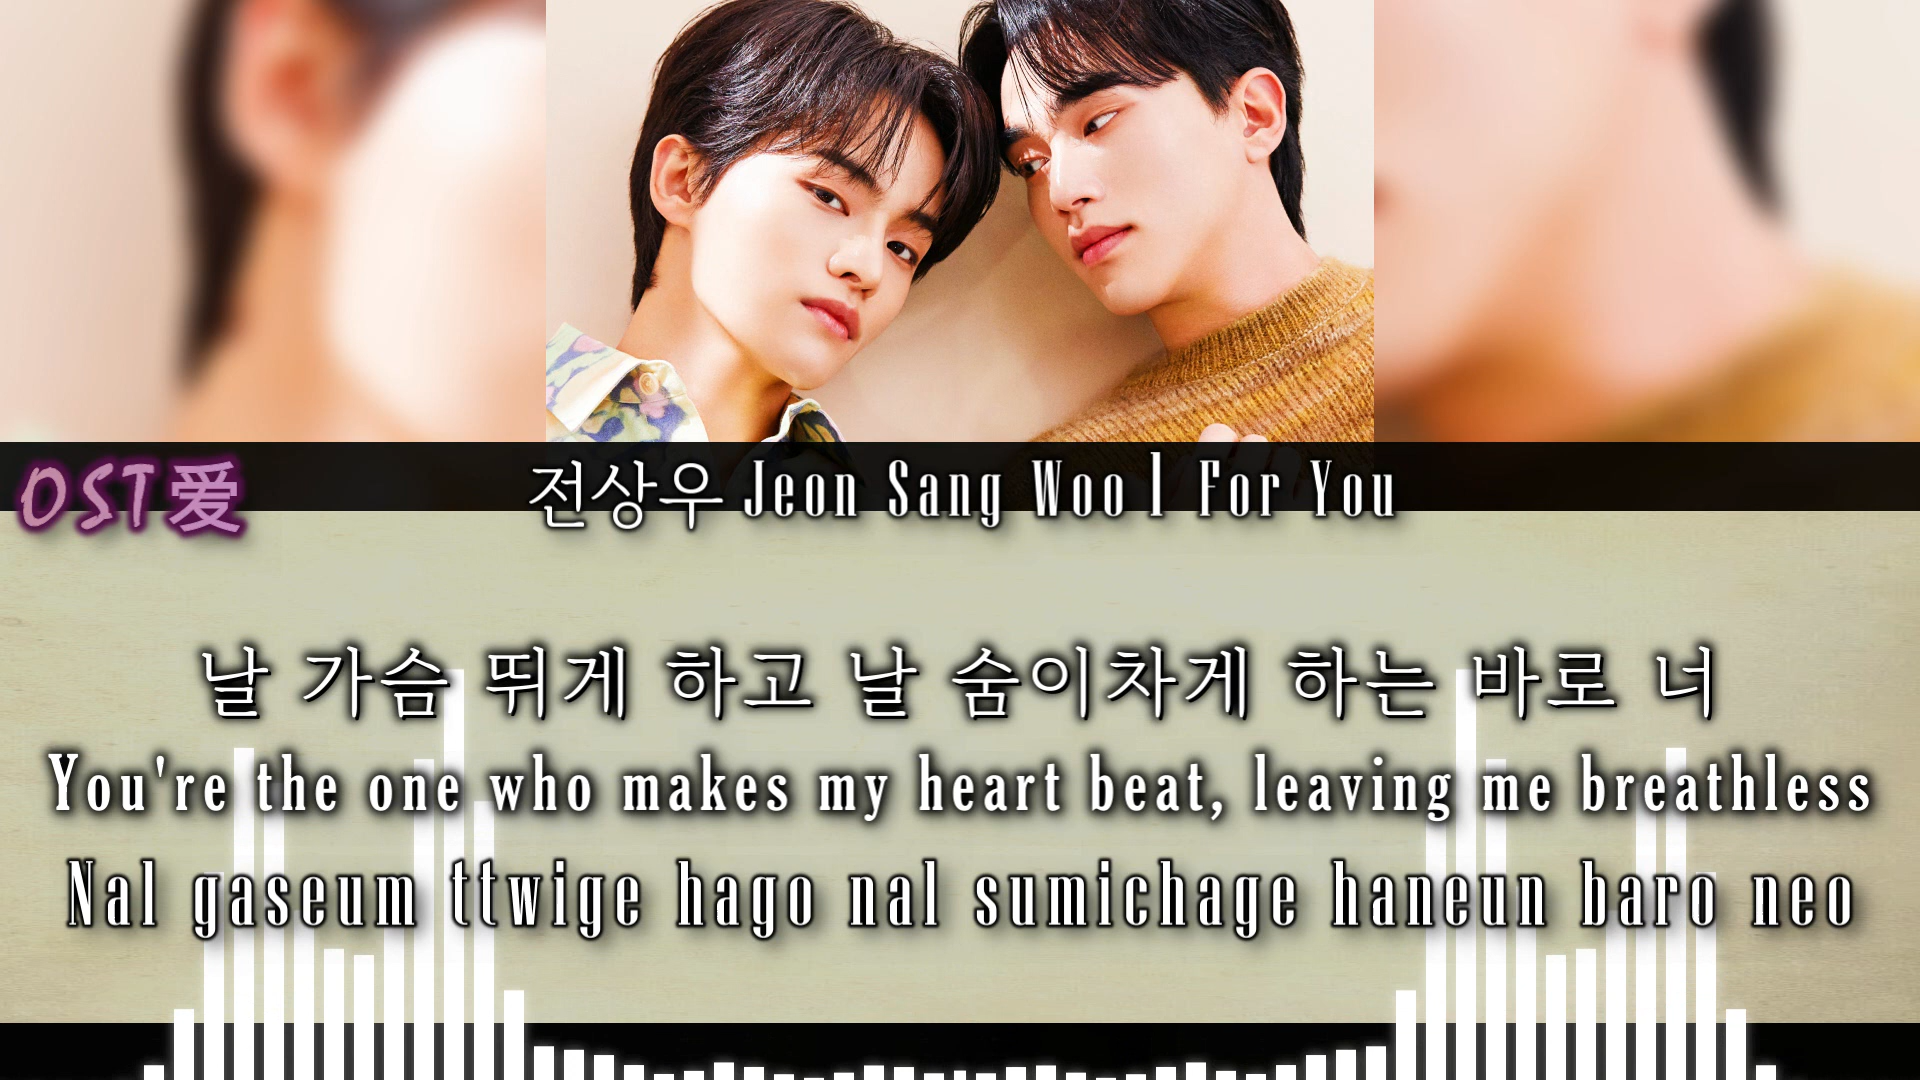 OST爱
전상우 Jeon Sang Woo l For You
날 가슴 뛰게 하고 날 숨이차게 하는 바로 너
You're the one who makes my heart beat, leaving me breathless
Nal gaseum ttwige hago nal sumichage haneun baro neo